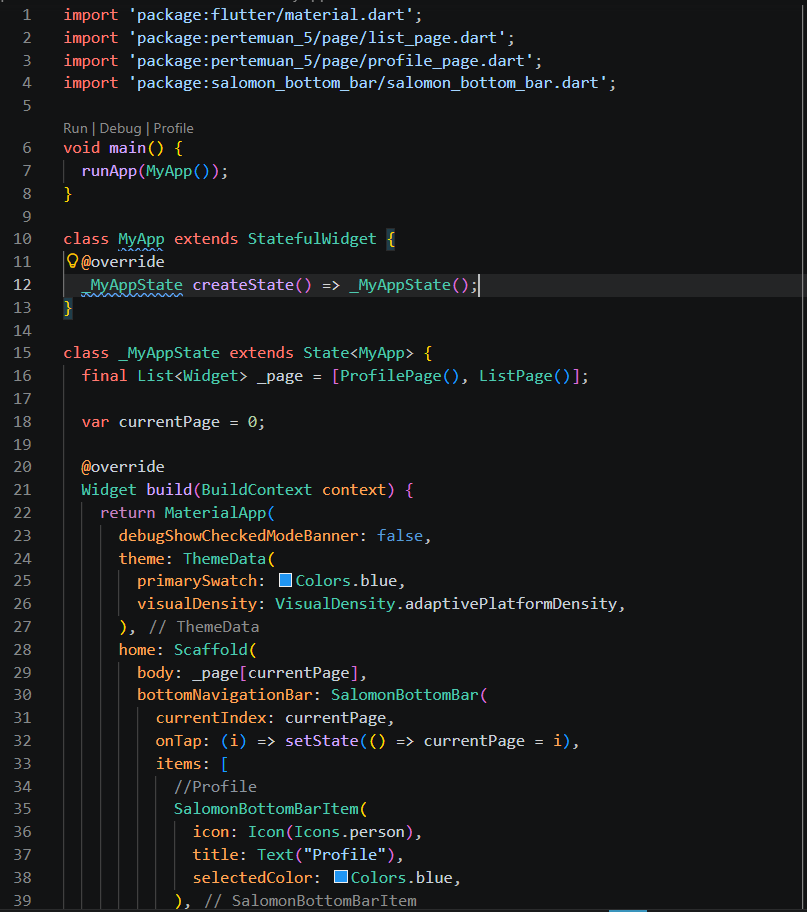 1 import 'package:flutter/material.dart';
2 import 'package:pertemuan_5/page/list_page.dart';
3 import 'package:pertemuan_5/page/profile_page.dart';
4 import 'package:salomon_bottom_bar/salomon_bottom_bar.dart';
5
Run | Debug | Profile
6 void main() {
7   runApp(MyApp());
8 }
9
10 class MyApp extends StatefulWidget {
11   @override
12   _MyAppState createState() => _MyAppState();
13 }
14
15 class _MyAppState extends State<MyApp> {
16   final List<Widget> _page = [ProfilePage(), ListPage()];
17
18   var currentPage = 0;
19
20   @override
21   Widget build(BuildContext context) {
22     return MaterialApp(
23       debugShowCheckedModeBanner: false,
24       theme: ThemeData(
25         primarySwatch: Colors.blue,
26         visualDensity: VisualDensity.adaptivePlatformDensity,
27       ), // ThemeData
28       home: Scaffold(
29         body: _page[currentPage],
30         bottomNavigationBar: SalomonBottomBar(
31           currentIndex: currentPage,
32           onTap: (i) => setState(() => currentPage = i),
33           items: [
34             //Profile
35             SalomonBottomBarItem(
36               icon: Icon(Icons.person),
37               title: Text("Profile"),
38               selectedColor: Colors.blue,
39             ), // SalomonBottomBarItem